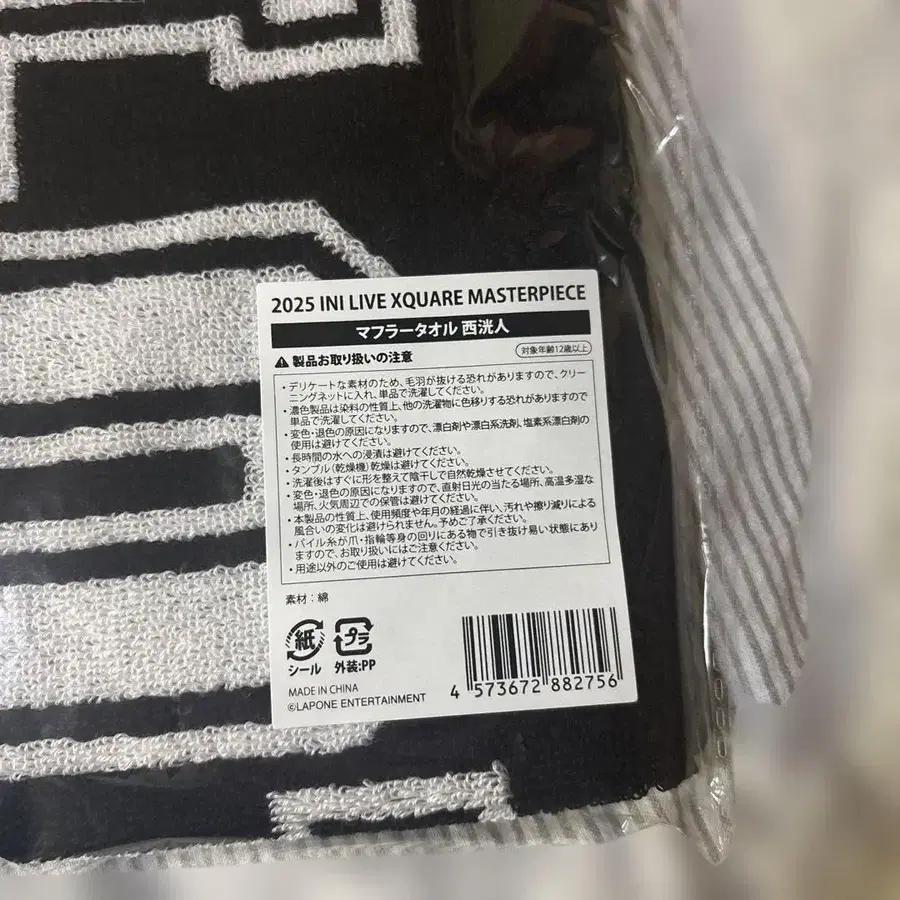 2025 INI LIVE XQUARE MASTERPIECE
マフラータオル 西洸人
製品お取り扱いの注意
対象年齢12歳以上
・デリケートな素材のため、毛羽が抜ける恐れがありますので、クリー
ニングネットに入れ、単品で洗濯してください。
・濃色製品は染料の性質上、他の洗濯物に色移りする恐れがありますので
単品で洗濯してください。
・変色・退色の原因になりますので、漂白剤や漂白系洗剤、塩素系漂白剤の
使用は避けてください。
・長時間の水への浸漬は避けてください。
・タンブル(乾燥機)乾燥は避けてください。
・洗濯後はすぐに形を整えて陰干しで自然乾燥させてください。
・変色・退色の原因になりますので、直射日光の当たる場所、高温多湿な
場所、火気周辺での保管は避けてください。
・本製品の性質上、使用頻度や年月の経過に伴い、汚れや擦り減りによる
風合いの変化は避けられません。予めご了承ください。
・パイル糸が爪・指輪等身の回りにある物で引き抜け易い状態にあり
ますので、お取り扱いにはご注意ください。
・用途以外のご使用は避けてください。
素材：綿
紙 プラ
シール 外装:PP
MADE IN CHINA
©LAPONE ENTERTAINMENT
4 573672 882756